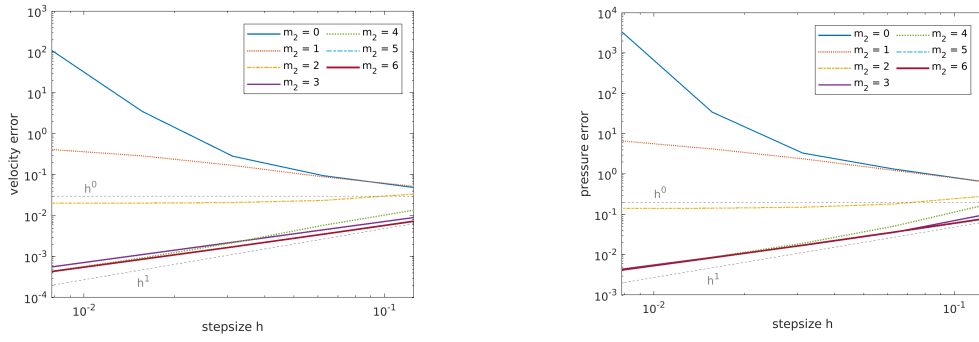 10^3
10^2
10^1
10^0
10^-1
10^-2
10^-3
10^-4
velocity error
m_2 = 0 m_2 = 4
m_2 = 1 m_2 = 5
m_2 = 2 m_2 = 6
m_2 = 3
h^0
h^1
10^-2 10^-1
stepsize h
10^5
10^4
10^3
10^2
10^1
10^0
10^-1
10^-2
10^-3
pressure error
m_2 = 0 m_2 = 4
m_2 = 1 m_2 = 5
m_2 = 2 m_2 = 6
m_2 = 3
h^0
h^1
10^-2 10^-1
stepsize h